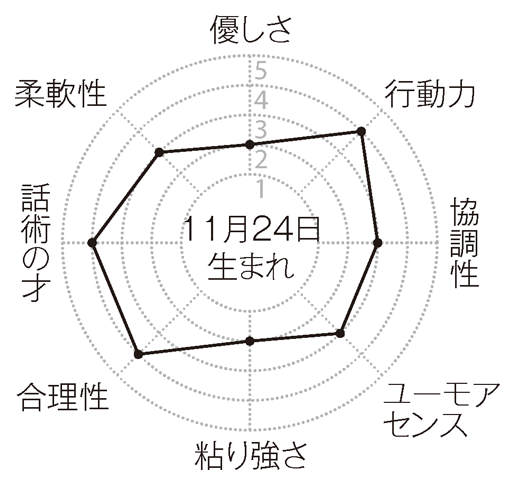 優しさ
行動力
協調性
ユーモア
センス
粘り強さ
合理性
話術の才
柔軟性
5
4
3
2
1
11月24日
生まれ